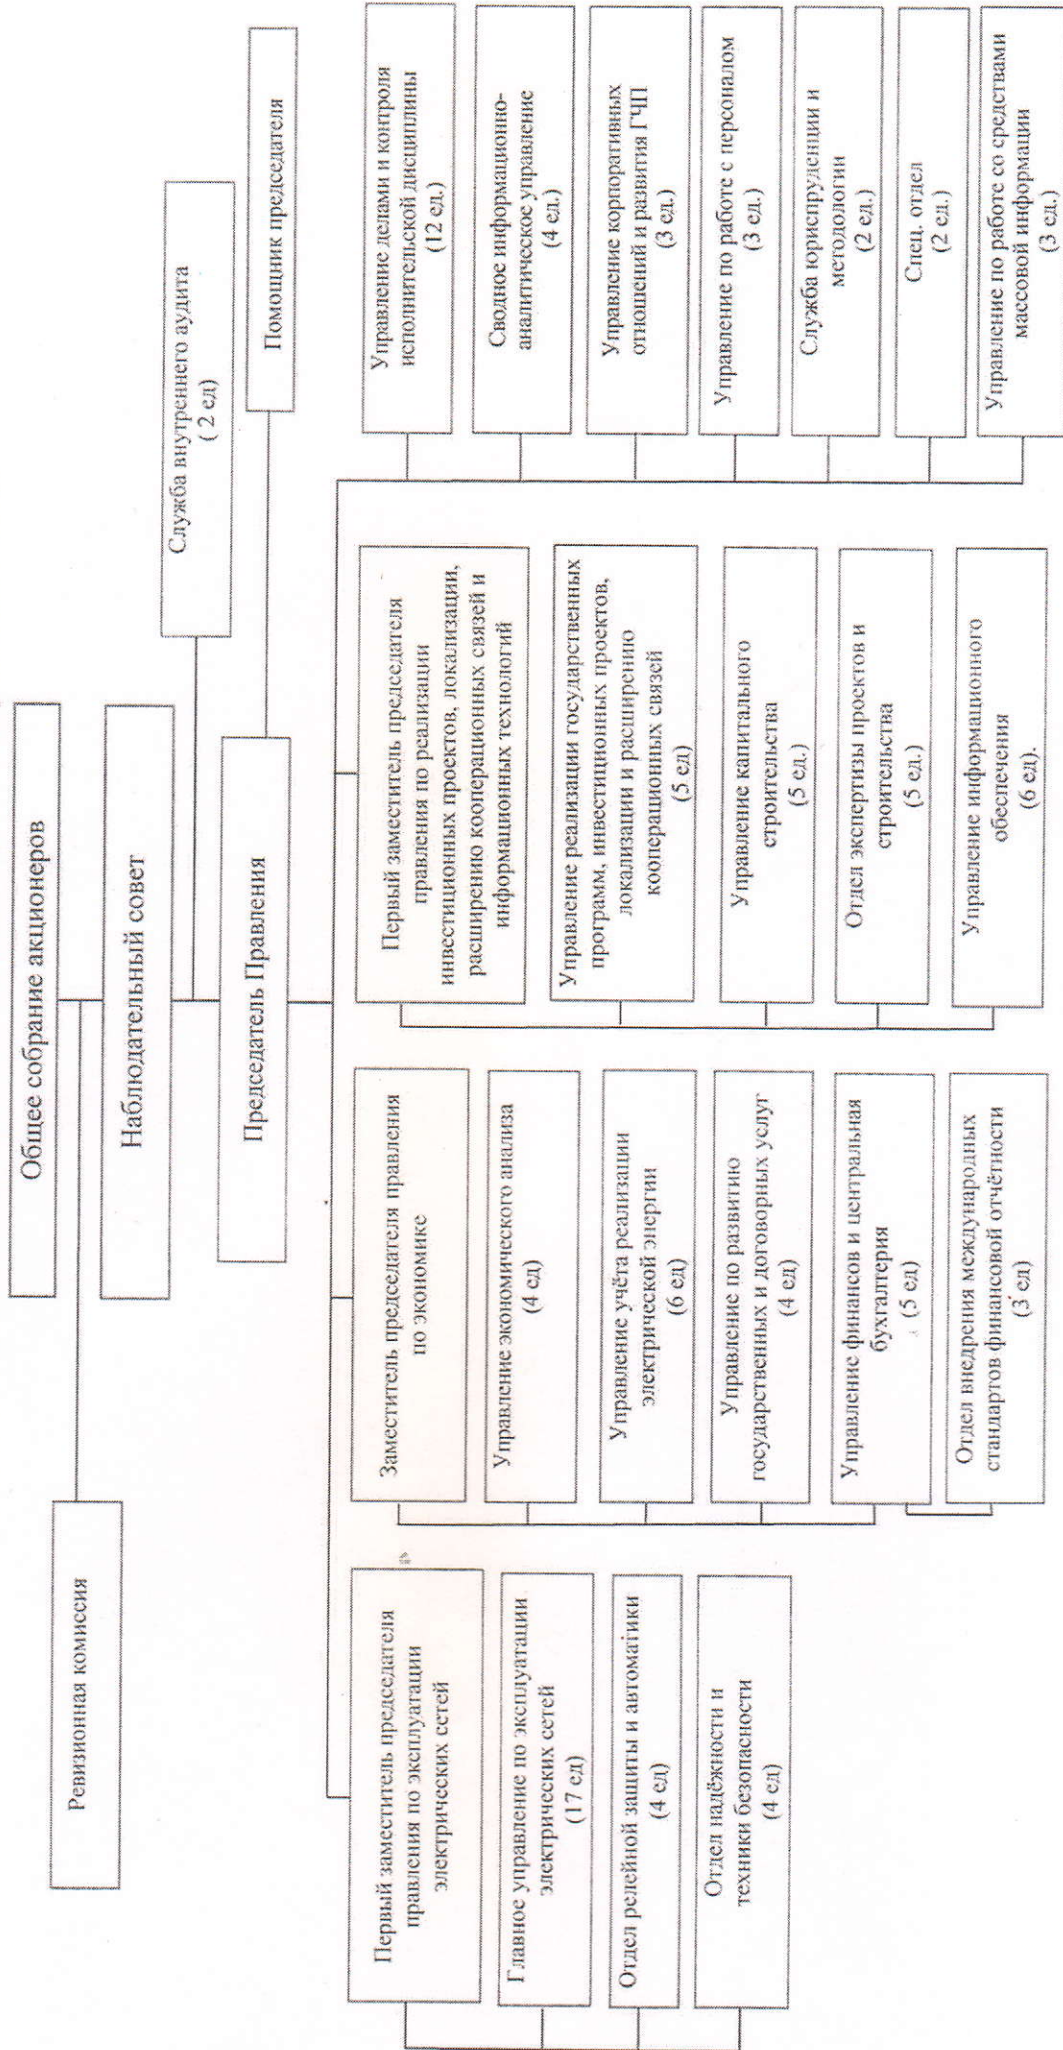 Общее собрание акционеров
Ревизионная комиссия
Наблюдательный совет
Служба внутреннего аудита
( 2 ед)
Председатель Правления
Помощник председателя
Первый заместитель председателя
правления по эксплуатации
электрических сетей
Главное управление по эксплуатации
электрических сетей
(17 ед)
Отдел релейной защиты и автоматики
(4 ед)
Отдел надёжности и
техники безопасности
(4 ед)
Заместитель председателя правления
по экономике
Управление экономического анализа
(4 ед)
Управление учёта реализации
электрической энергии
(6 ед)
Управление по развитию
государственных и договорных услуг
(4 ед)
Управление финансов и центральная
бухгалтерия
(5 ед)
Отдел внедрения международных
стандартов финансовой отчётности
(3 ед)
Первый заместитель председателя
правления по реализации
инвестиционных проектов, локализации,
расширению кооперационных связей и
информационных технологий
Управление реализации государственных
программ, инвестиционных проектов,
локализации и расширению
кооперационных связей
(5 ед)
Управление капитального
строительства
(5 ед.)
Отдел экспертизы проектов и
строительства
(5 ед.)
Управление информационного
обеспечения
(6 ед).
Управление делами и контроля
исполнительской дисциплины
(12 ед.)
Сводное информационно-
аналитическое управление
(4 ед.)
Управление корпоративных
отношений и развития ГЧП
(3 ед.)
Управление по работе с персоналом
(3 ед.)
Служба юриспруденции и
методологии
(2 ед.)
Спец. отдел
(2 ед.)
Управление по работе со средствами
массовой информации
(3 ед.)